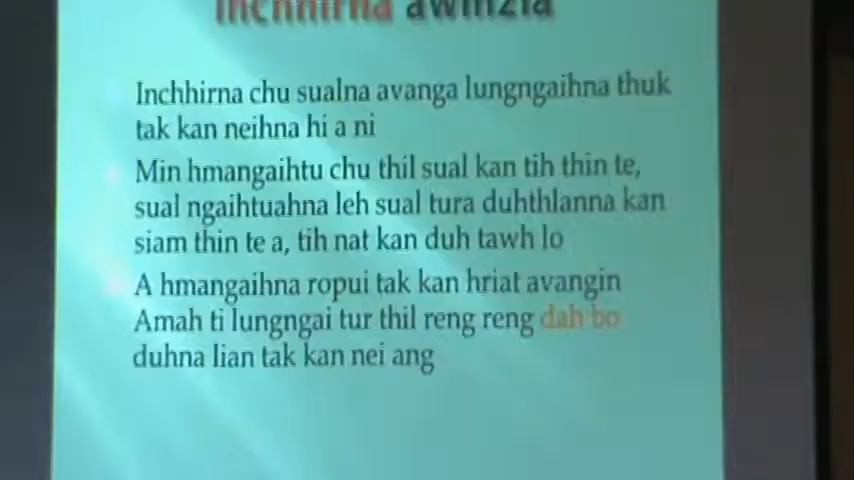 Inchhirna awmzia
Inchhirna chu sualna avanga lungngaihna thuk
tak kan neihna hi a ni
Min hmangaihtu chu thil sual kan tih thin te,
sual ngaihtuahna leh sual tura duhthlanna kan
siam thin te a, tih nat kan duh tawh lo
A hmangaihna ropui tak kan hriat avangin
Amah ti lungngai tur thil reng reng dah bo
duhna lian tak kan nei ang